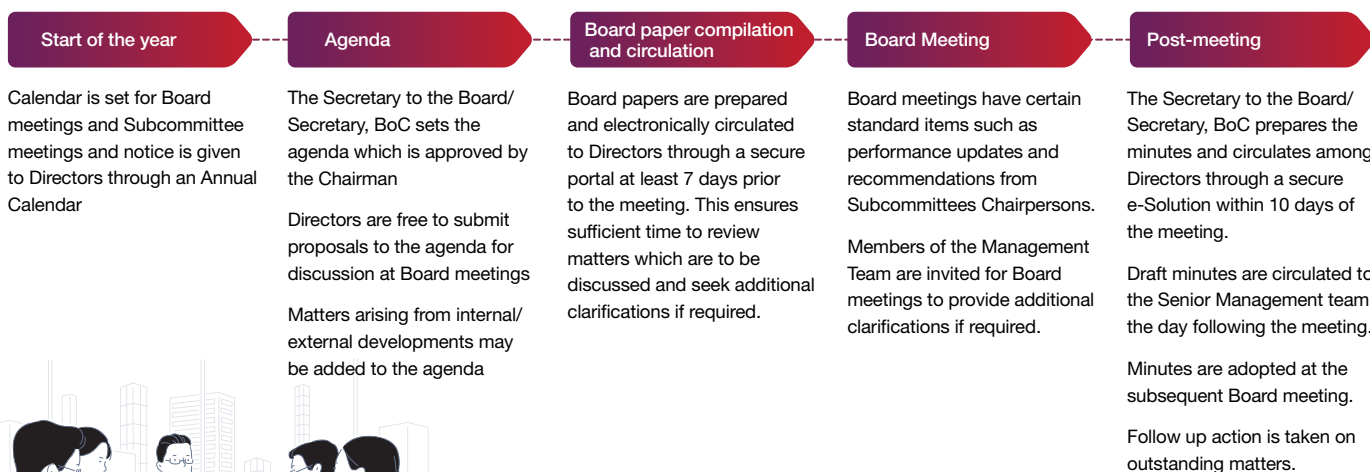 Start of the year
Calendar is set for Board
meetings and Subcommittee
meetings and notice is given
to Directors through an Annual
Calendar
Agenda
The Secretary to the Board/
Secretary, BoC sets the
agenda which is approved by
the Chairman
Directors are free to submit
proposals to the agenda for
discussion at Board meetings
Matters arising from internal/
external developments may
be added to the agenda
Board paper compilation
and circulation
Board papers are prepared
and electronically circulated
to Directors through a secure
portal at least 7 days prior
to the meeting. This ensures
sufficient time to review
matters which are to be
discussed and seek additional
clarifications if required.
Board Meeting
Board meetings have certain
standard items such as
performance updates and
recommendations from
Subcommittees Chairpersons.
Members of the Management
Team are invited for Board
meetings to provide additional
clarifications if required.
Post-meeting
The Secretary to the Board/
Secretary, BoC prepares the
minutes and circulates among
Directors through a secure
e-Solution within 10 days of
the meeting.
Draft minutes are circulated to
the Senior Management team
the day following the meeting.
Minutes are adopted at the
subsequent Board meeting.
Follow up action is taken on
outstanding matters.